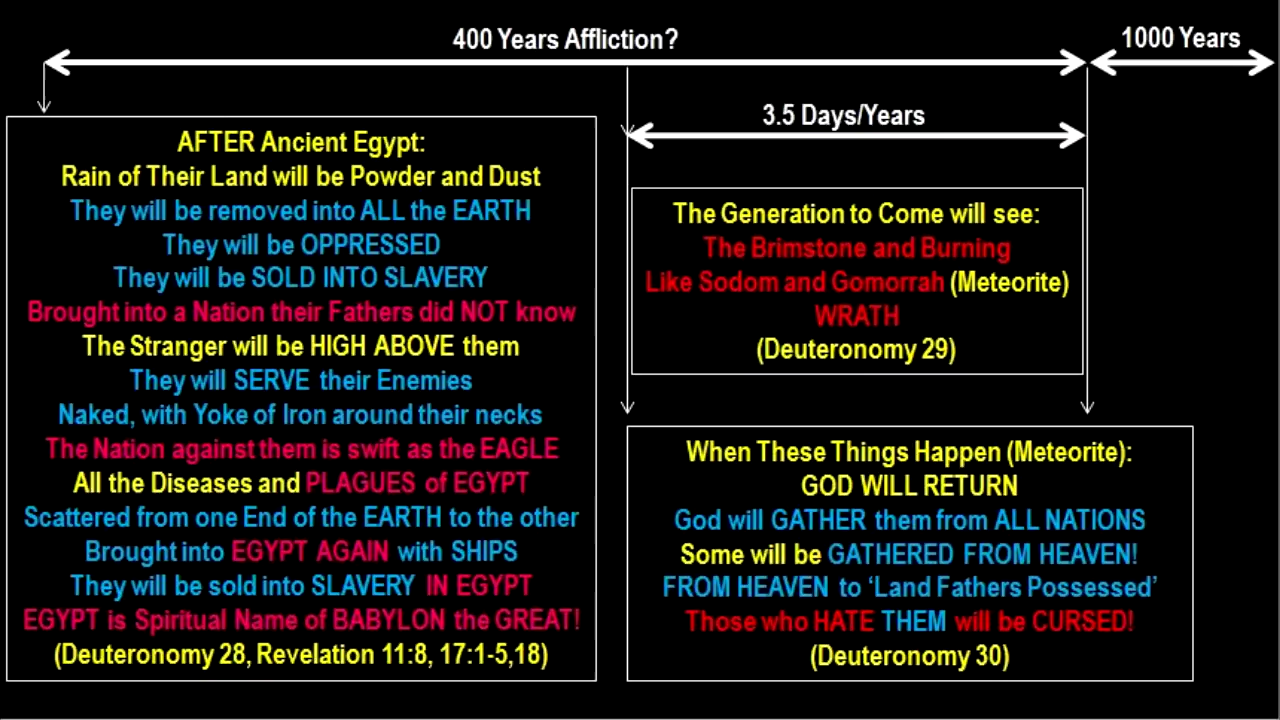 400 Years Affliction?
1000 Years
3.5 Days/Years
AFTER Ancient Egypt:
Rain of Their Land will be Powder and Dust
They will be removed into ALL the EARTH
They will be OPPRESSED
They will be SOLD INTO SLAVERY
Brought into a Nation their Fathers did NOT know
The Stranger will be HIGH ABOVE them
They will SERVE their Enemies
Naked, with Yoke of Iron around their necks
The Nation against them is swift as the EAGLE
All the Diseases and PLAGUES of EGYPT
Scattered from one End of the EARTH to the other
Brought into EGYPT AGAIN with SHIPS
They will be sold into SLAVERY IN EGYPT
EGYPT is Spiritual Name of BABYLON the GREAT!
(Deuteronomy 28, Revelation 11:8, 17:1-5,18)
The Generation to Come will see:
The Brimstone and Burning
Like Sodom and Gomorrah (Meteorite)
WRATH
(Deuteronomy 29)
When These Things Happen (Meteorite):
GOD WILL RETURN
God will GATHER them from ALL NATIONS
Some will be GATHERED FROM HEAVEN!
FROM HEAVEN to ‘Land Fathers Possessed’
Those who HATE THEM will be CURSED!
(Deuteronomy 30)